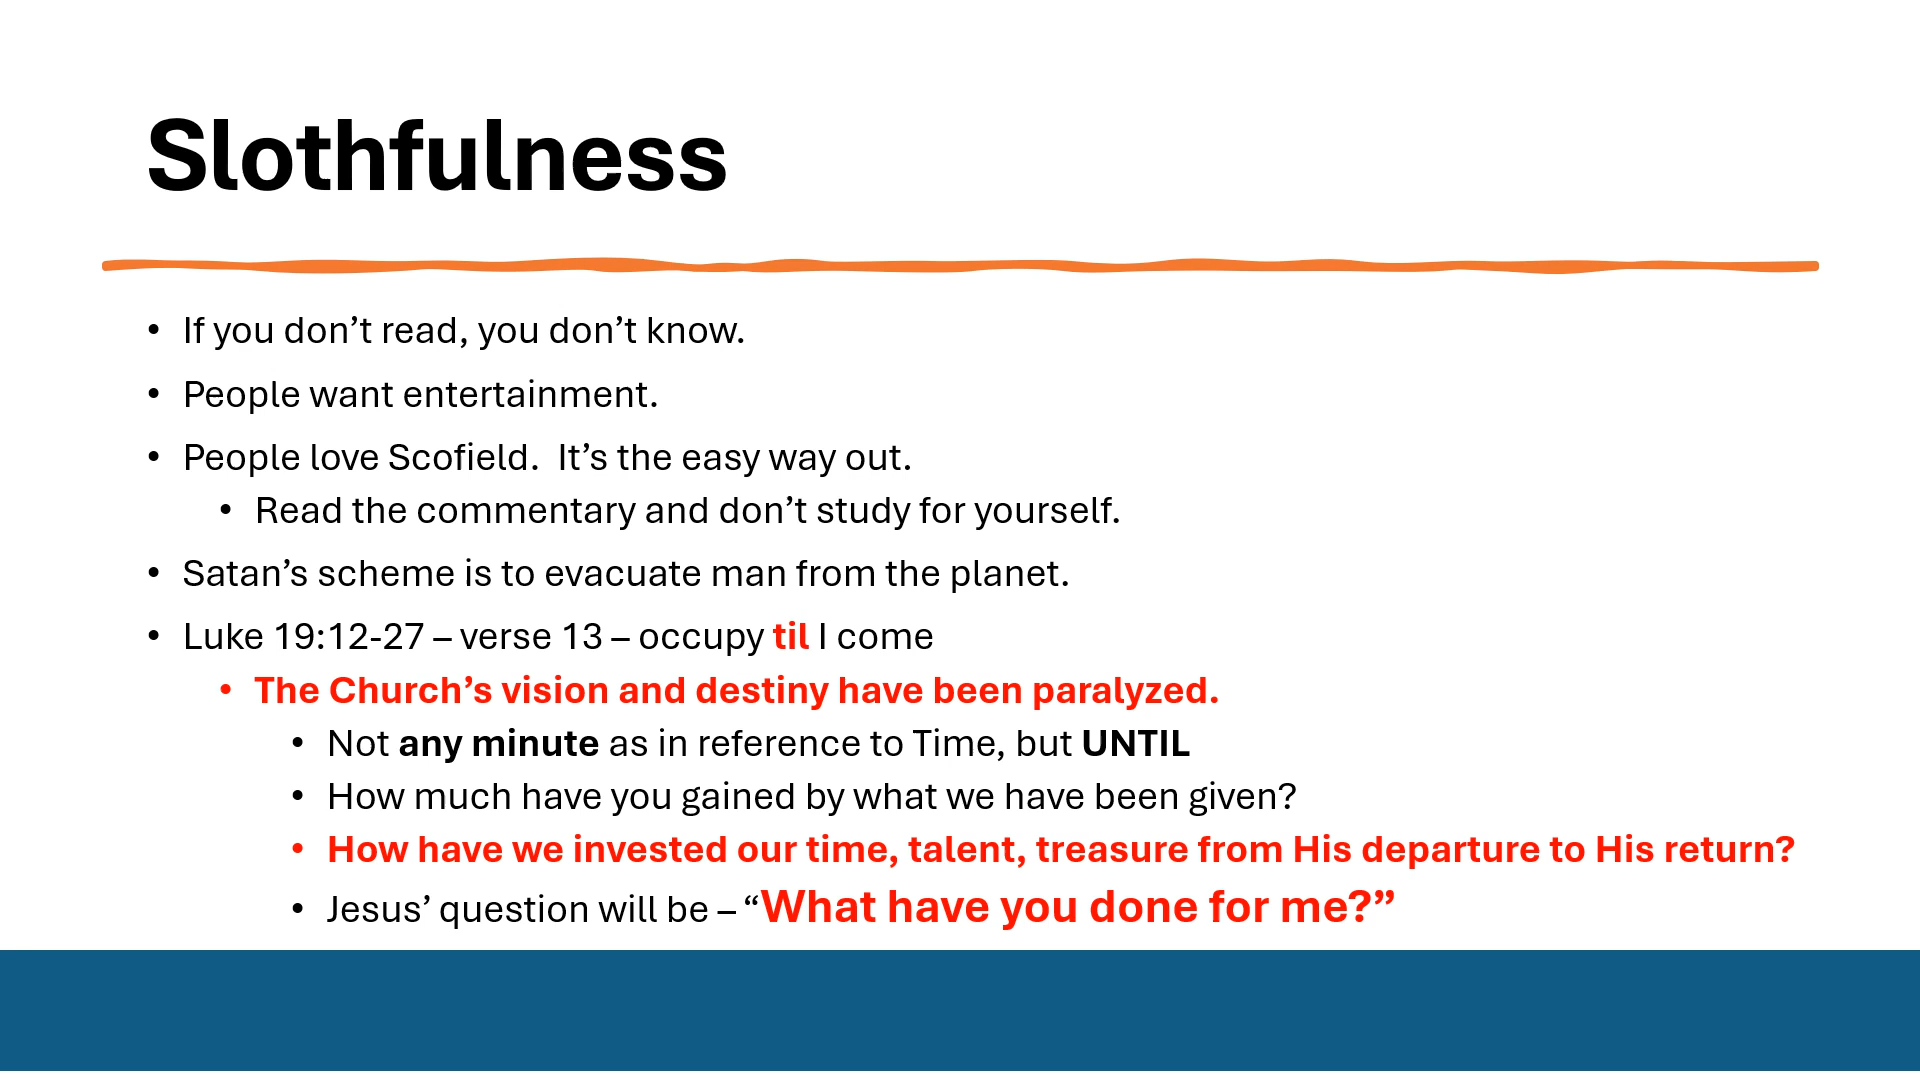 Slothfulness
• If you don’t read, you don’t know.
• People want entertainment.
• People love Scofield.  It’s the easy way out.
• Read the commentary and don’t study for yourself.
• Satan’s scheme is to evacuate man from the planet.
• Luke 19:12-27 – verse 13 – occupy til I come
• The Church’s vision and destiny have been paralyzed.
• Not any minute as in reference to Time, but UNTIL
• How much have you gained by what we have been given?
• How have we invested our time, talent, treasure from His departure to His return?
• Jesus’ question will be – “What have you done for me?”